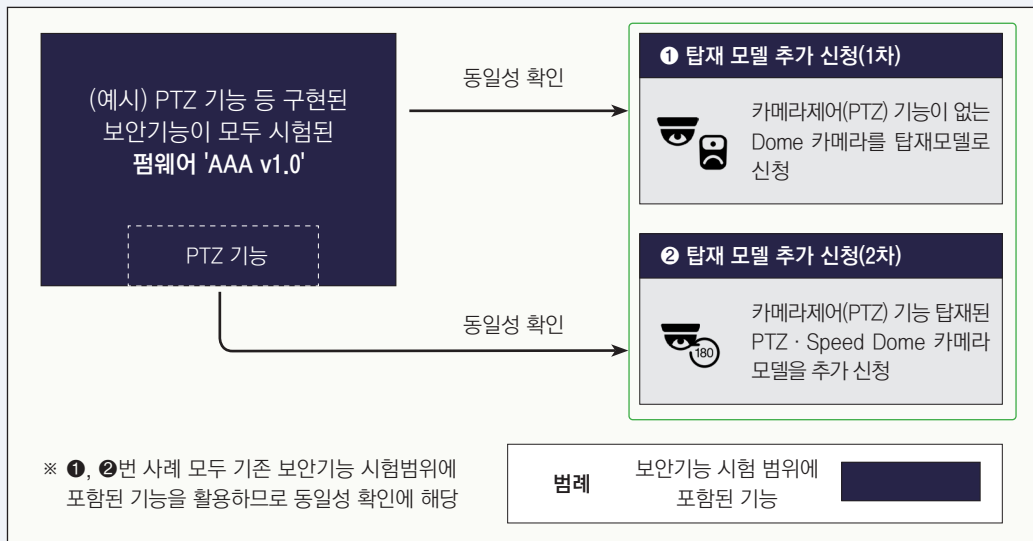 (예시) PTZ 기능 등 구현된
보안기능이 모두 시험된
펌웨어 'AAA v1.0'
PTZ 기능
동일성 확인
동일성 확인
❶ 탑재 모델 추가 신청(1차)
카메라제어(PTZ) 기능이 없는
Dome 카메라를 탑재모델로
신청
❷ 탑재 모델 추가 신청(2차)
180
카메라제어(PTZ) 기능 탑재된
PTZ · Speed Dome 카메라
모델을 추가 신청
※ ❶, ❷번 사례 모두 기존 보안기능 시험범위에
포함된 기능을 활용하므로 동일성 확인에 해당
범례
보안기능 시험 범위에
포함된 기능